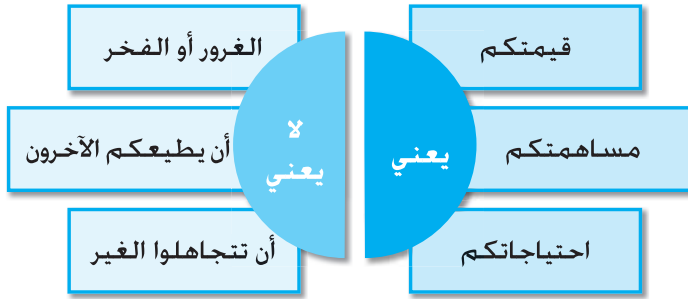 يعني
قيمتكم
مساهمتكم
احتياجاتكم
لا
يعني
الغرور أو الفخر
أن يطيعكم الآخرون
أن تتجاهلوا الغير